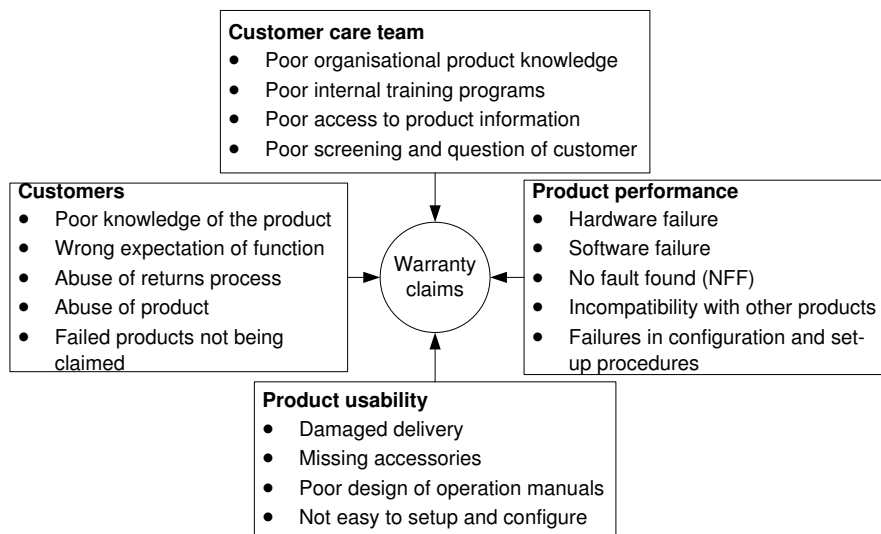 Customer care team
● Poor organisational product knowledge
● Poor internal training programs
● Poor access to product information
● Poor screening and question of customer
Customers
● Poor knowledge of the product
● Wrong expectation of function
● Abuse of returns process
● Abuse of product
● Failed products not being
claimed
Warranty
claims
Product performance
● Hardware failure
● Software failure
● No fault found (NFF)
● Incompatibility with other products
● Failures in configuration and set-
up procedures
Product usability
● Damaged delivery
● Missing accessories
● Poor design of operation manuals
● Not easy to setup and configure